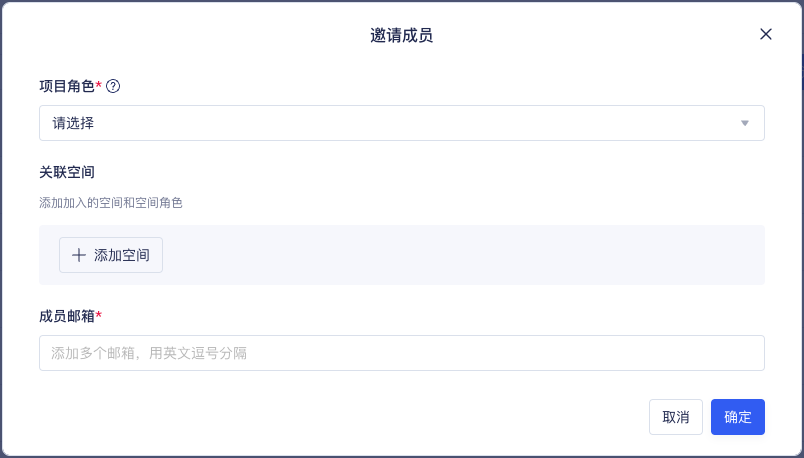 邀请成员
项目角色*
请选择
关联空间
添加加入的空间和空间角色
添加空间
成员邮箱*
添加多个邮箱，用英文逗号分隔
取消 确定